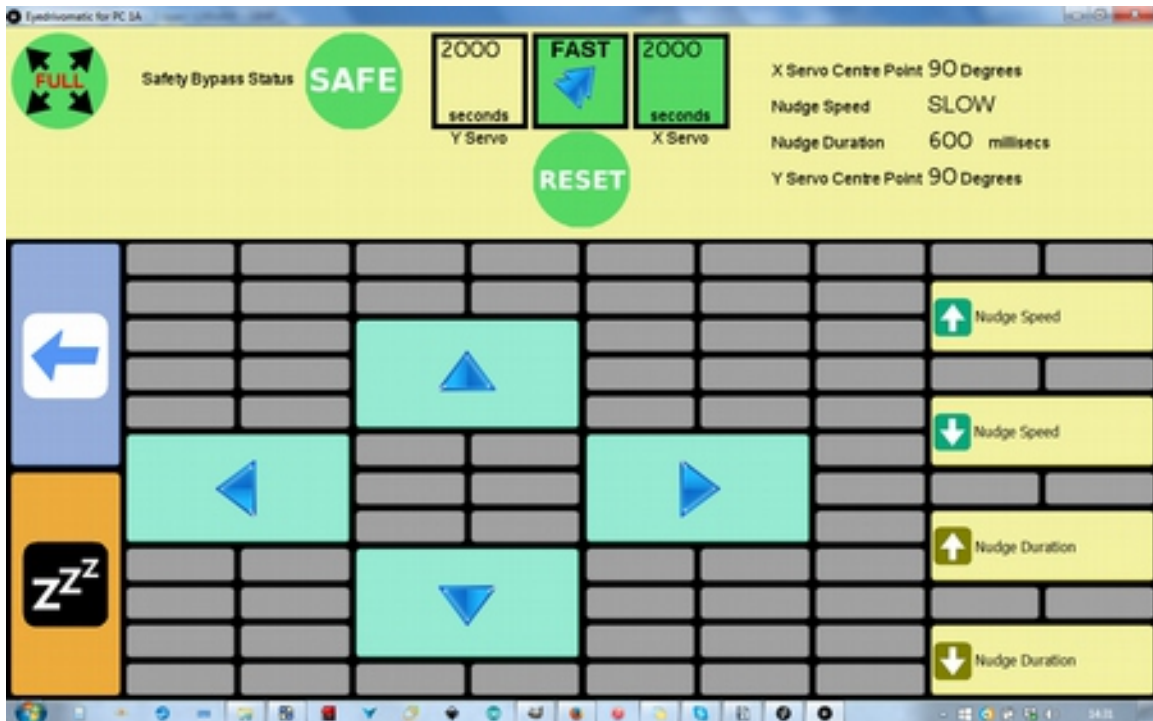 Eyedrivomatic for PC 1A
FULL
Safety Bypass Status
SAFE
2000
seconds
Y Servo
FAST
2000
seconds
X Servo
RESET
X Servo Centre Point 90 Degrees
Nudge Speed SLOW
Nudge Duration 600 millisecs
Y Servo Centre Point 90 Degrees
Nudge Speed
Nudge Speed
zzz
Nudge Duration
Nudge Duration
14:31